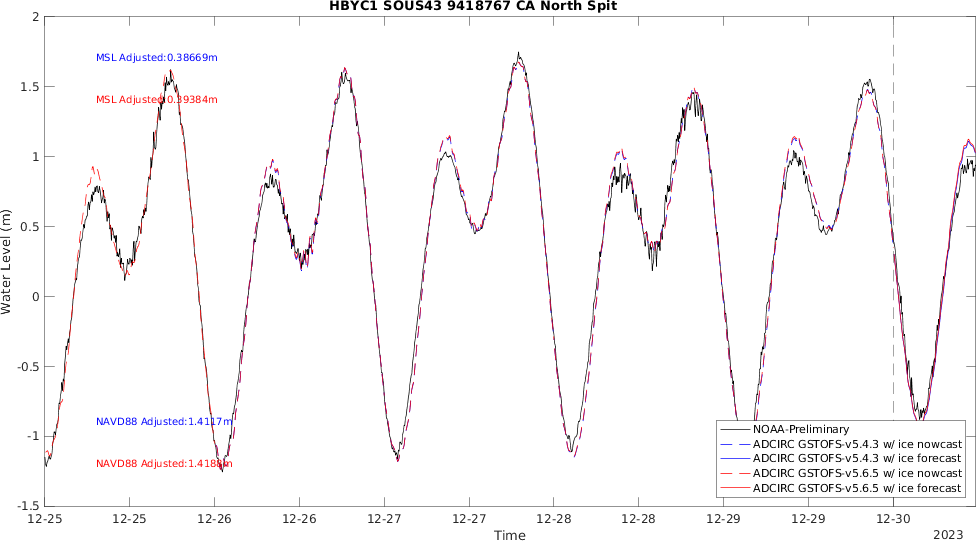 HBYC1 SOUS43 9418767 CA North Spit
Water Level (m)
2
1.5
1
0.5
0
-0.5
-1
-1.5
MSL Adjusted:0.38669m
MSL Adjusted:0.39384m
NAVD88 Adjusted:1.4117m
NAVD88 Adjusted:1.4188m
NOAA-Preliminary
ADCIRC GSTOFS-v5.4.3 w/ ice nowcast
ADCIRC GSTOFS-v5.4.3 w/ ice forecast
ADCIRC GSTOFS-v5.6.5 w/ ice nowcast
ADCIRC GSTOFS-v5.6.5 w/ ice forecast
12-25 12-25 12-26 12-26 12-27 12-27 12-28 12-28 12-29 12-29 12-30
Time
2023